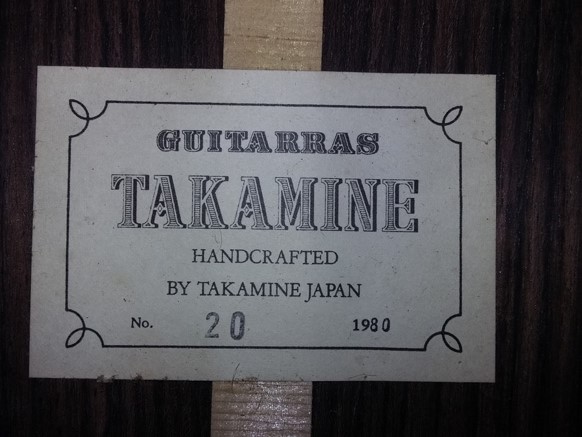 GUITARRAS
TAKAMINE
HANDCRAFTED
BY TAKAMINE JAPAN
No. 20 1980